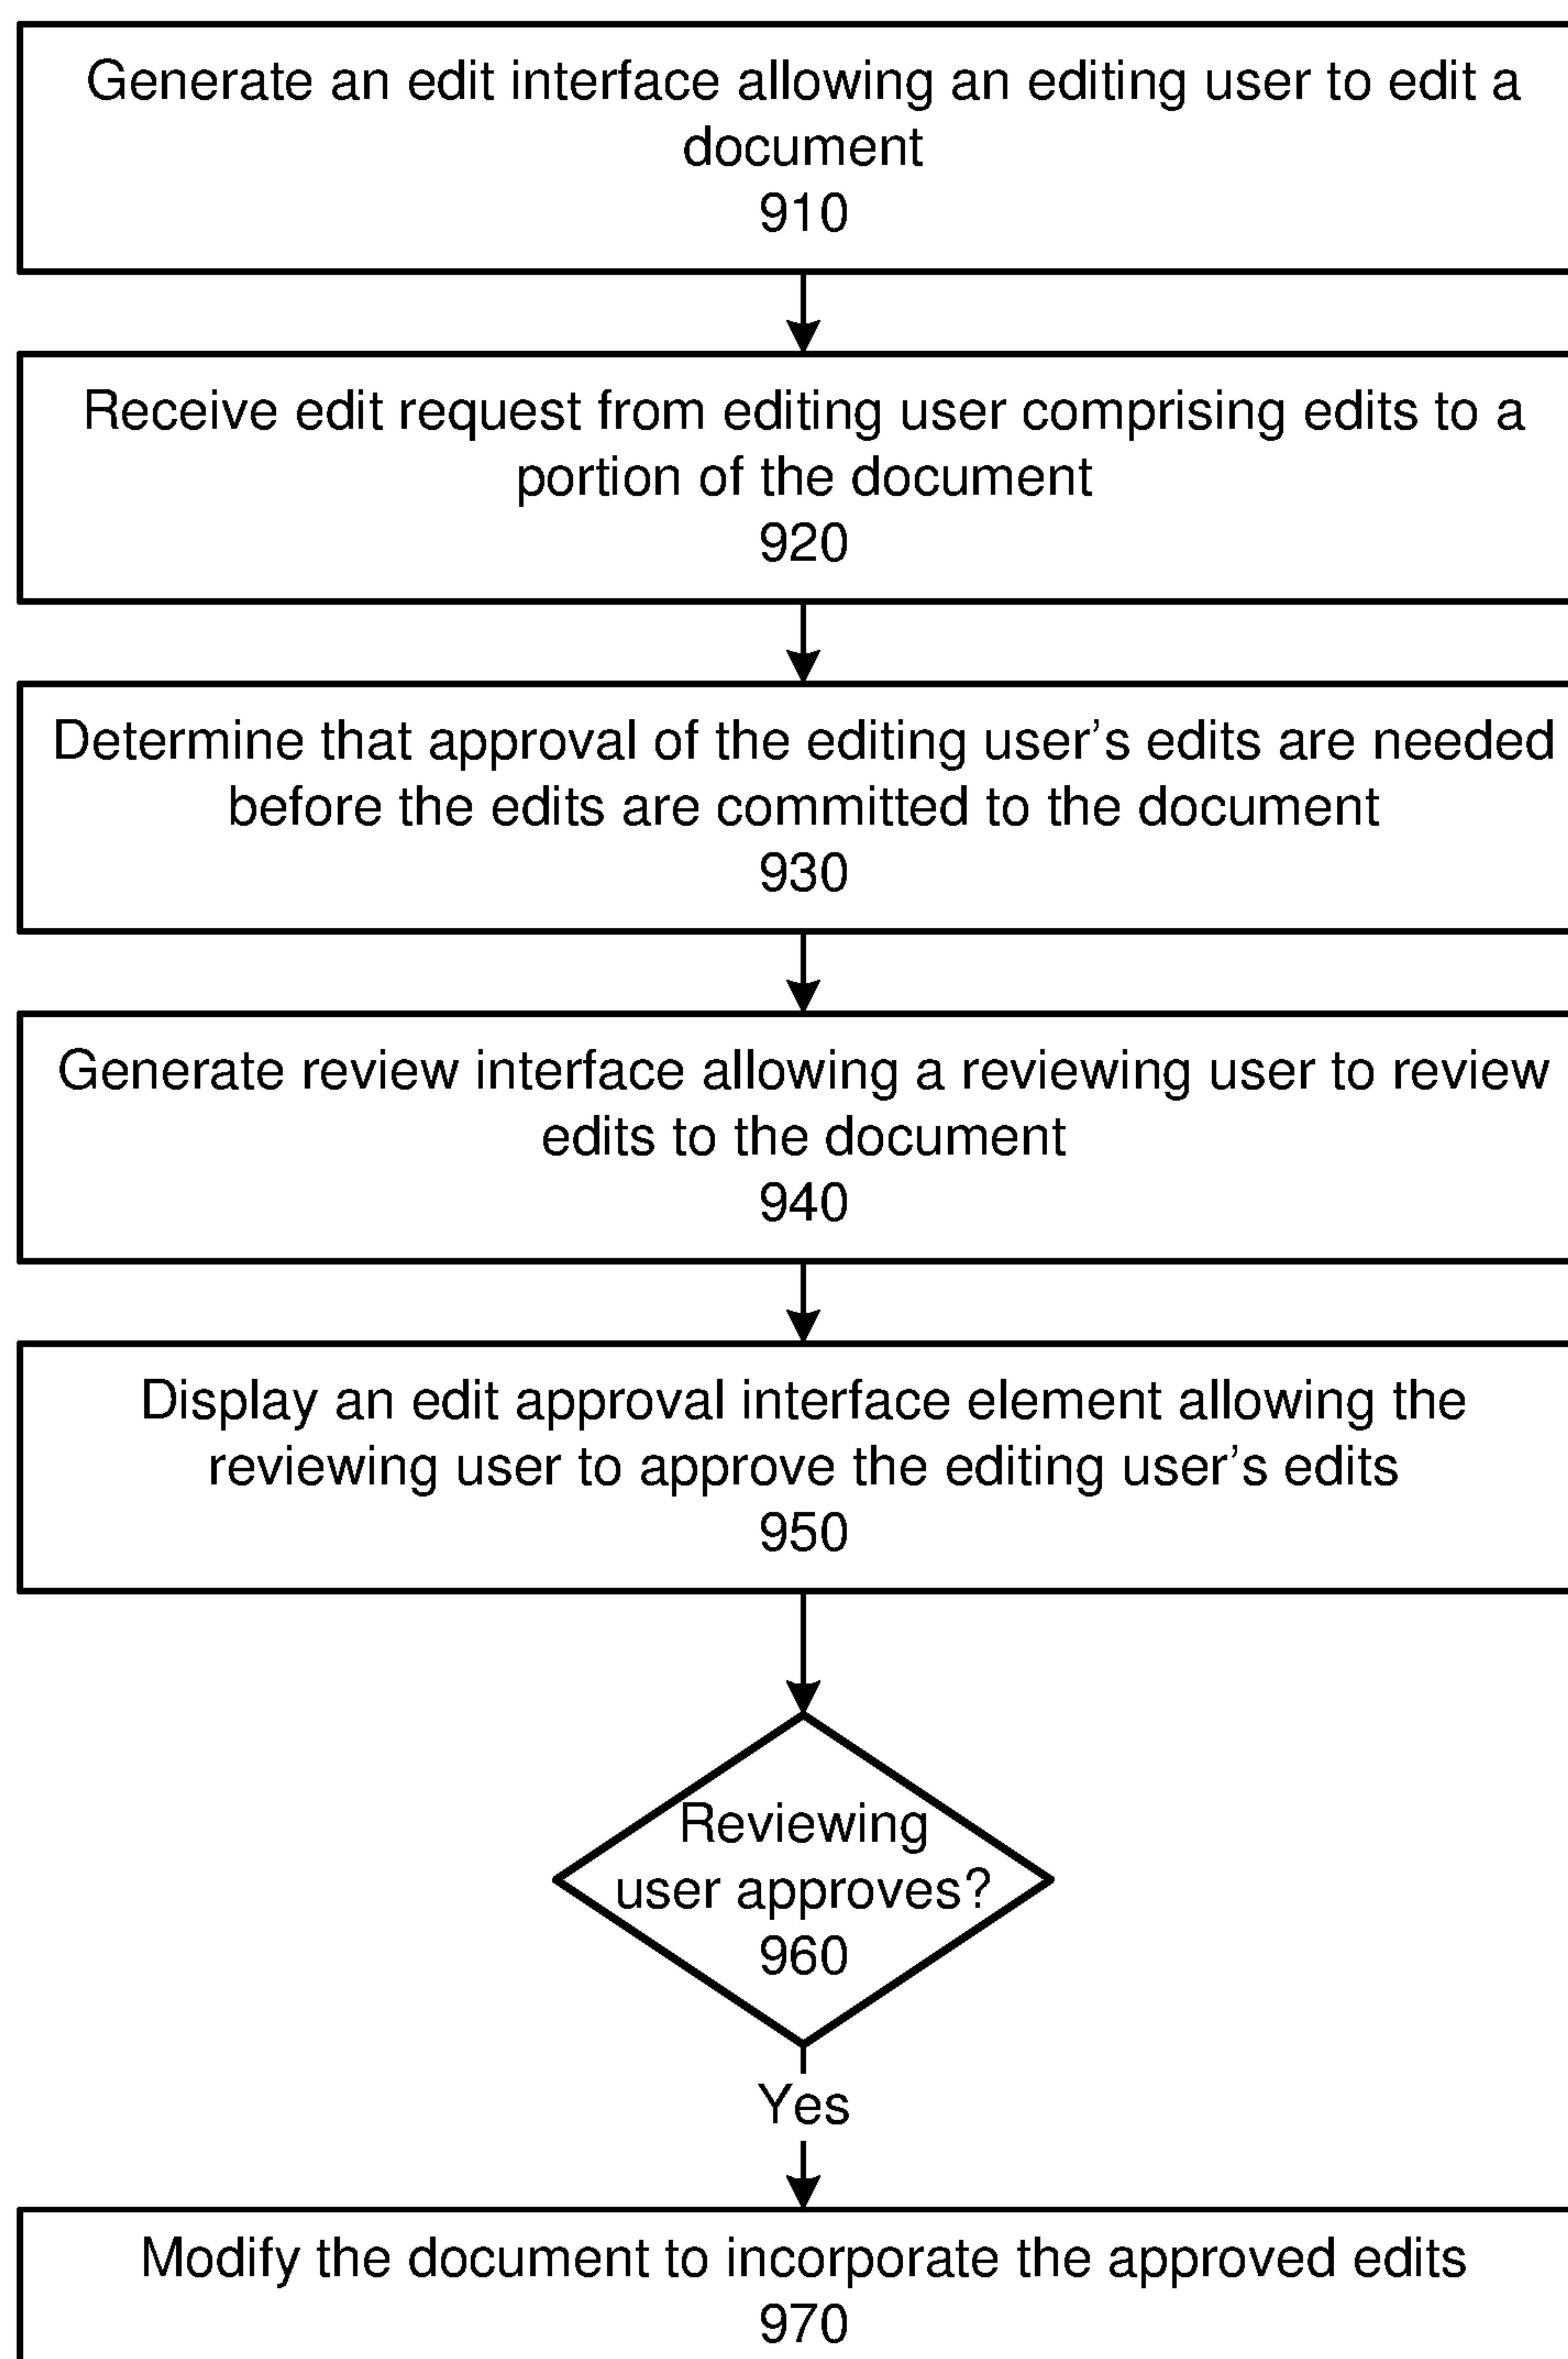 Generate an edit interface allowing an editing user to edit a
document
910
Receive edit request from editing user comprising edits to a
portion of the document
920
Determine that approval of the editing user’s edits are needed
before the edits are committed to the document
930
Generate review interface allowing a reviewing user to review
edits to the document
940
Display an edit approval interface element allowing the
reviewing user to approve the editing user’s edits
950
Reviewing
user approves?
960
Yes
Modify the document to incorporate the approved edits
970